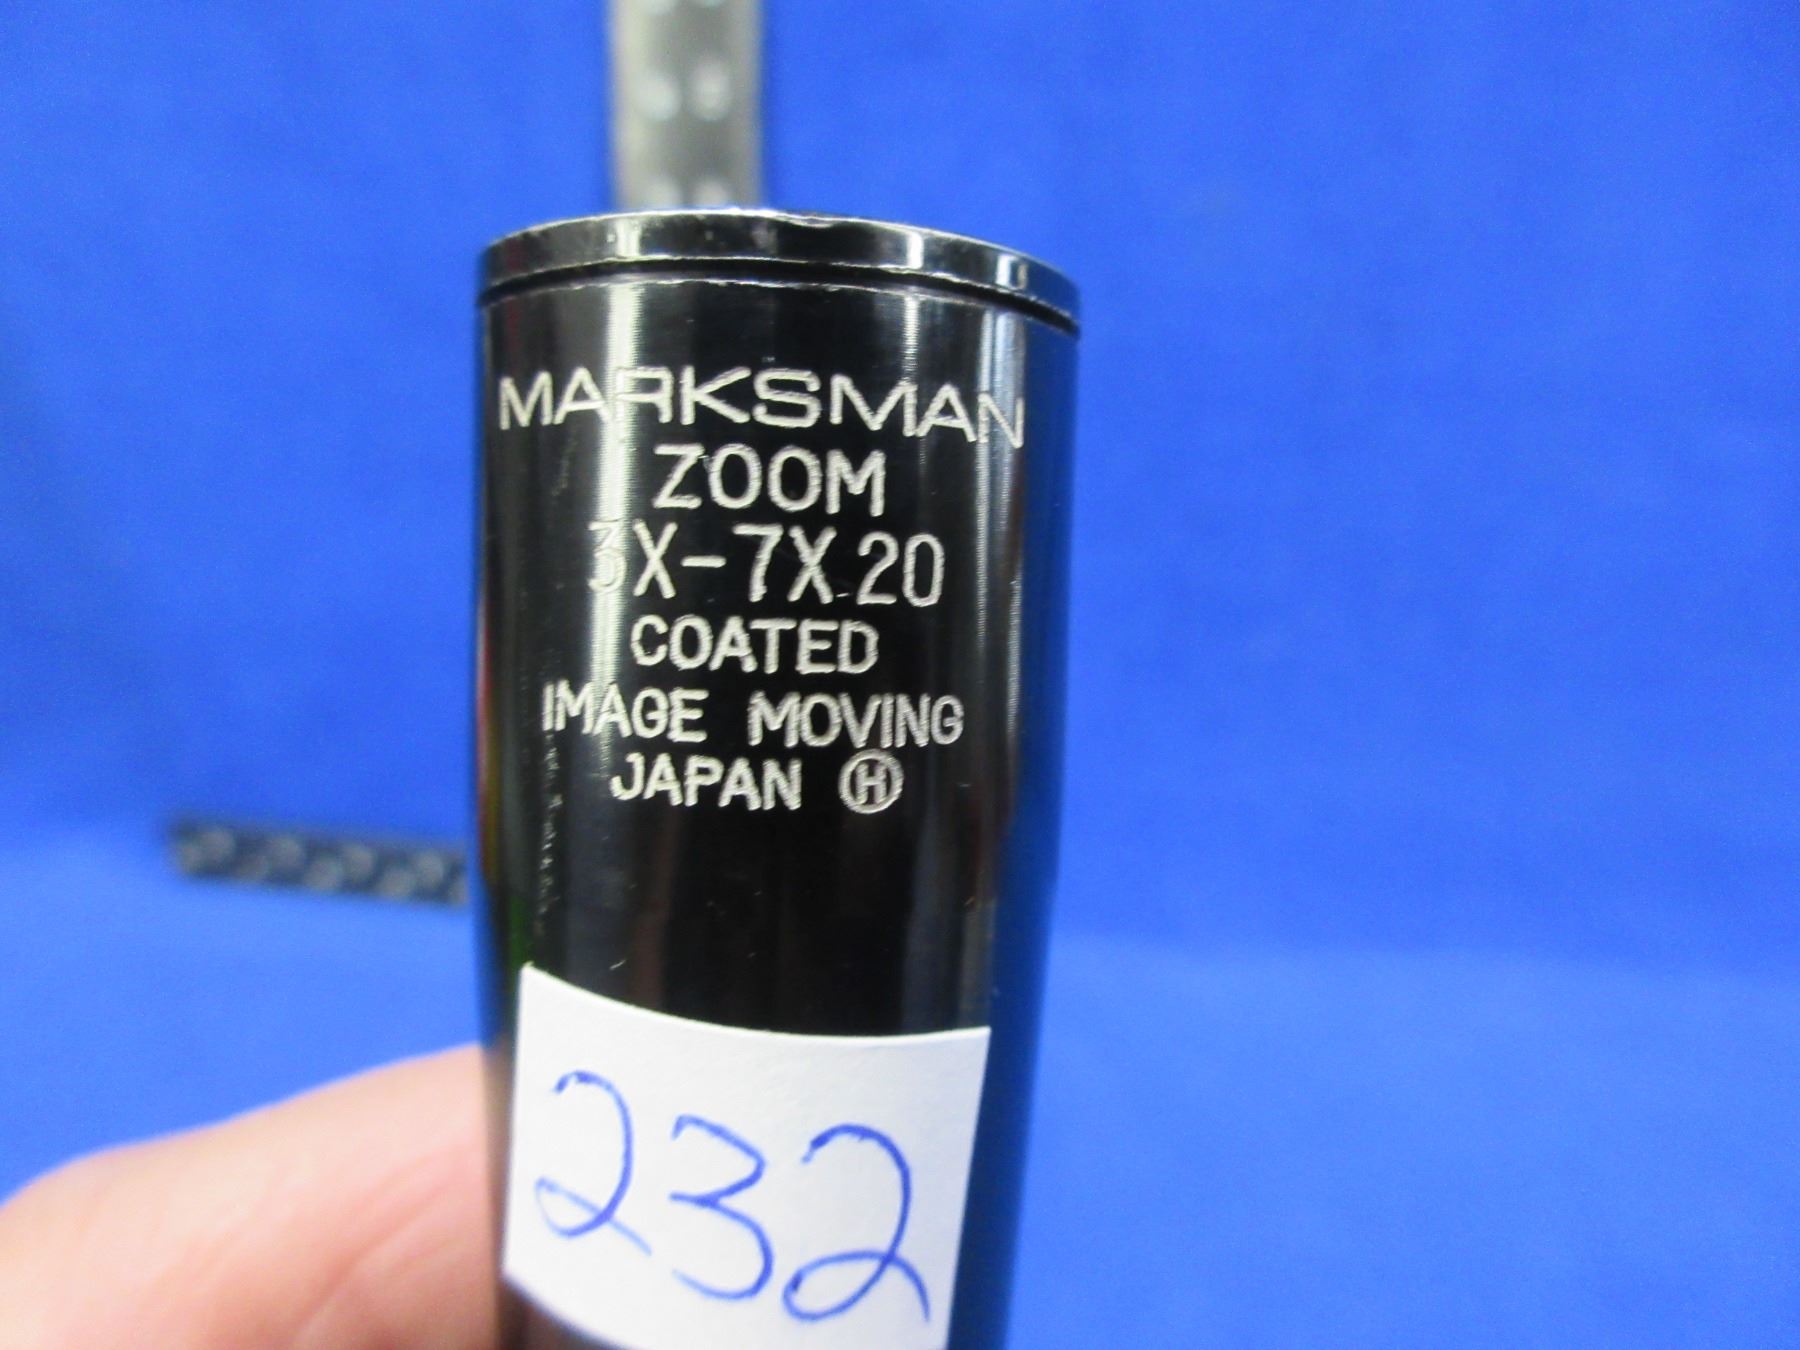 MARKSMAN
ZOOM
3X-7X20
COATED
IMAGE MOVING
JAPAN Ⓗ
232